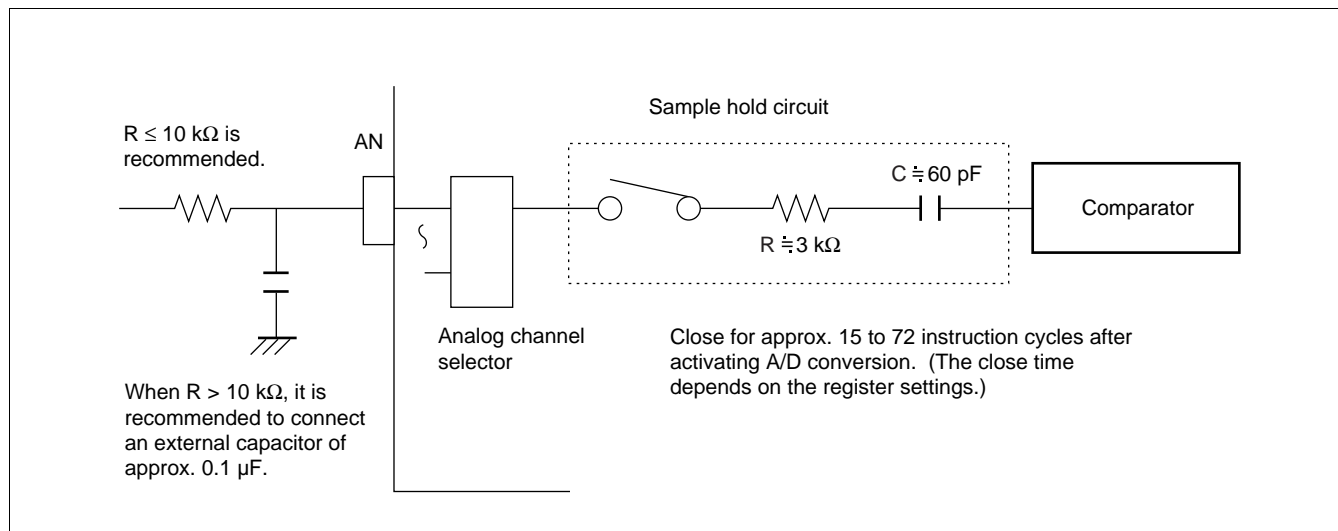 Sample hold circuit
R ≤ 10 kΩ is
recommended.
AN
C ≒ 60 pF
Comparator
R ≒ 3 kΩ
Analog channel
selector
Close for approx. 15 to 72 instruction cycles after
activating A/D conversion.  (The close time
depends on the register settings.)
When R > 10 kΩ, it is
recommended to connect
an external capacitor of
approx. 0.1 µF.